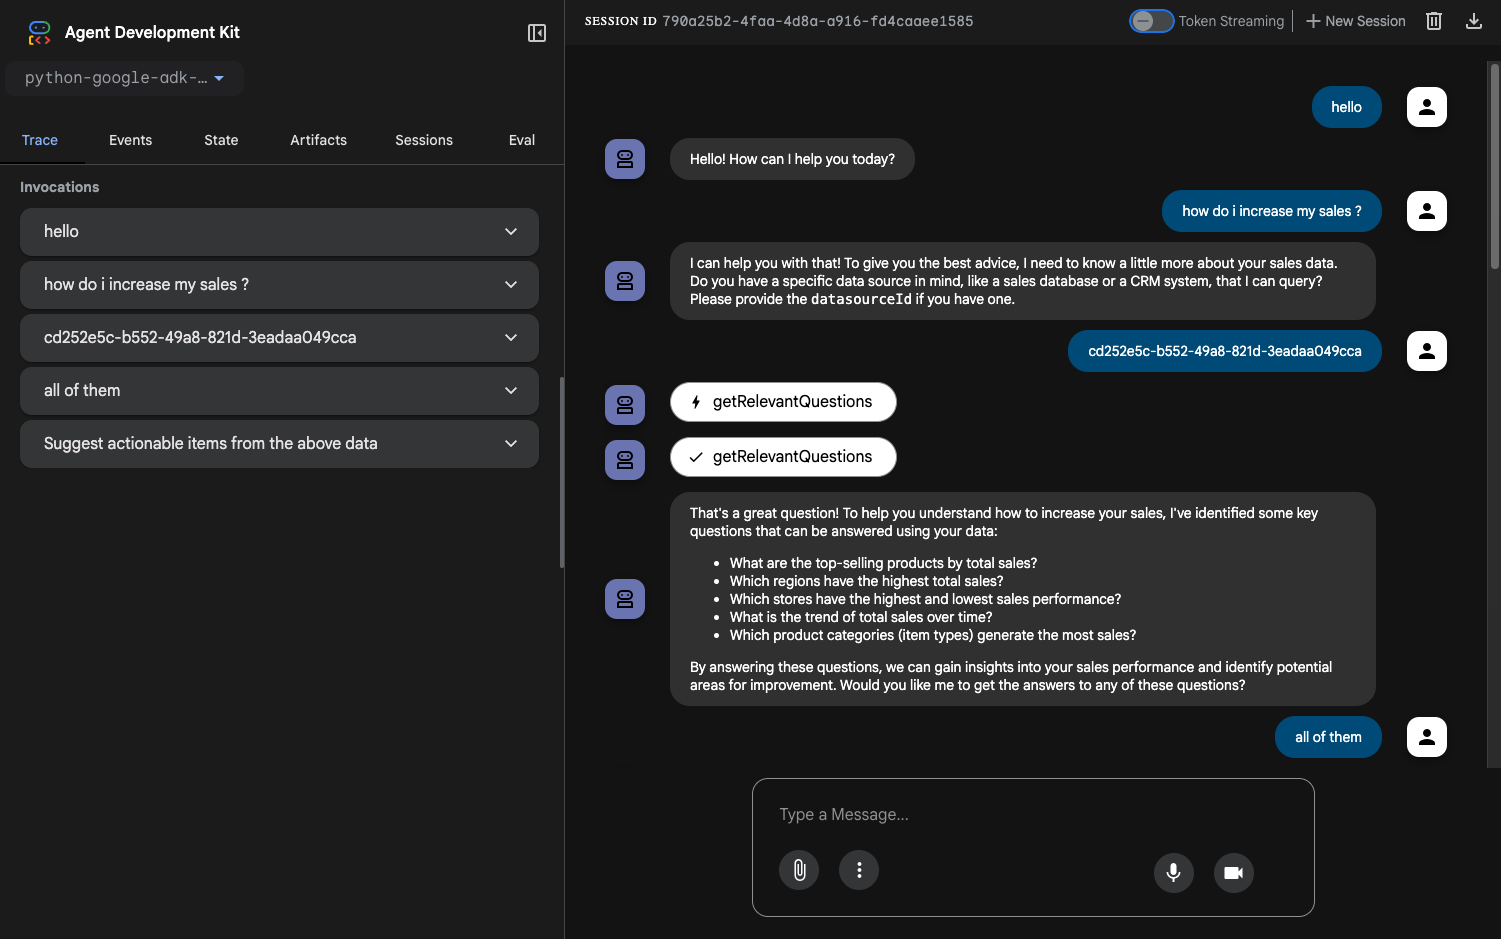 Agent Development Kit
python-google-adk-...
Trace Events State Artifacts Sessions Eval
Invocations
hello
how do i increase my sales ?
cd252e5c-b552-49a8-821d-3eadaa049cca
all of them
Suggest actionable items from the above data
SESSION ID 790a25b2-4faa-4d8a-a916-fd4caaee1585
Token Streaming
New Session
hello
Hello! How can I help you today?
how do i increase my sales ?
I can help you with that! To give you the best advice, I need to know a little more about your sales data.
Do you have a specific data source in mind, like a sales database or a CRM system, that I can query?
Please provide the datasourceId if you have one.
cd252e5c-b552-49a8-821d-3eadaa049cca
getRelevantQuestions
getRelevantQuestions
That's a great question! To help you understand how to increase your sales, I've identified some key
questions that can be answered using your data:
• What are the top-selling products by total sales?
• Which regions have the highest total sales?
• Which stores have the highest and lowest sales performance?
• What is the trend of total sales over time?
• Which product categories (item types) generate the most sales?
By answering these questions, we can gain insights into your sales performance and identify potential
areas for improvement. Would you like me to get the answers to any of these questions?
all of them
Type a Message...